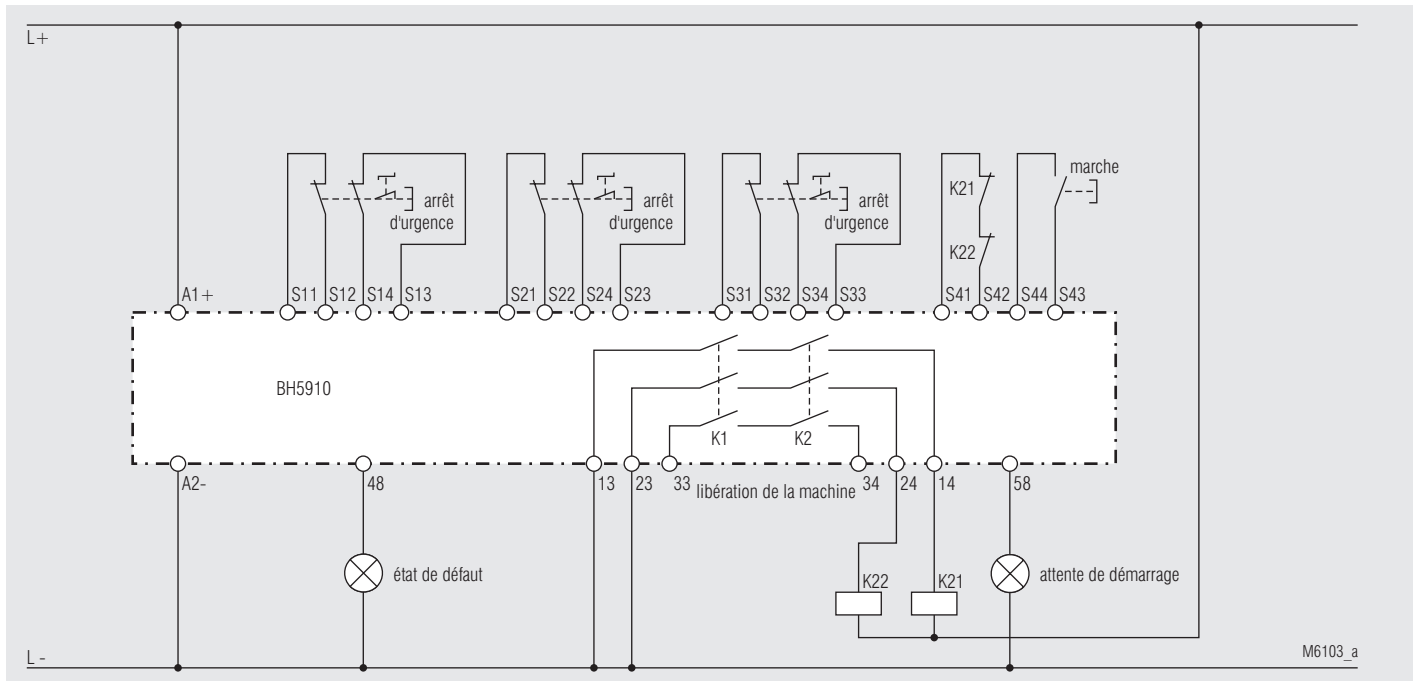 L+
marche
K21
arrêt
d'urgence
arrêt
d'urgence
arrêt
d'urgence
K22
A1+
S11
S12
S14
S13
S21
S22
S24
S23
S31
S32
S34
S33
S41
S42
S44
S43
BH5910
K1
K2
A2-
48
13
23
33
libération de la machine
34
24
14
58
état de défaut
K22
K21
attente de démarrage
L -
M6103_a